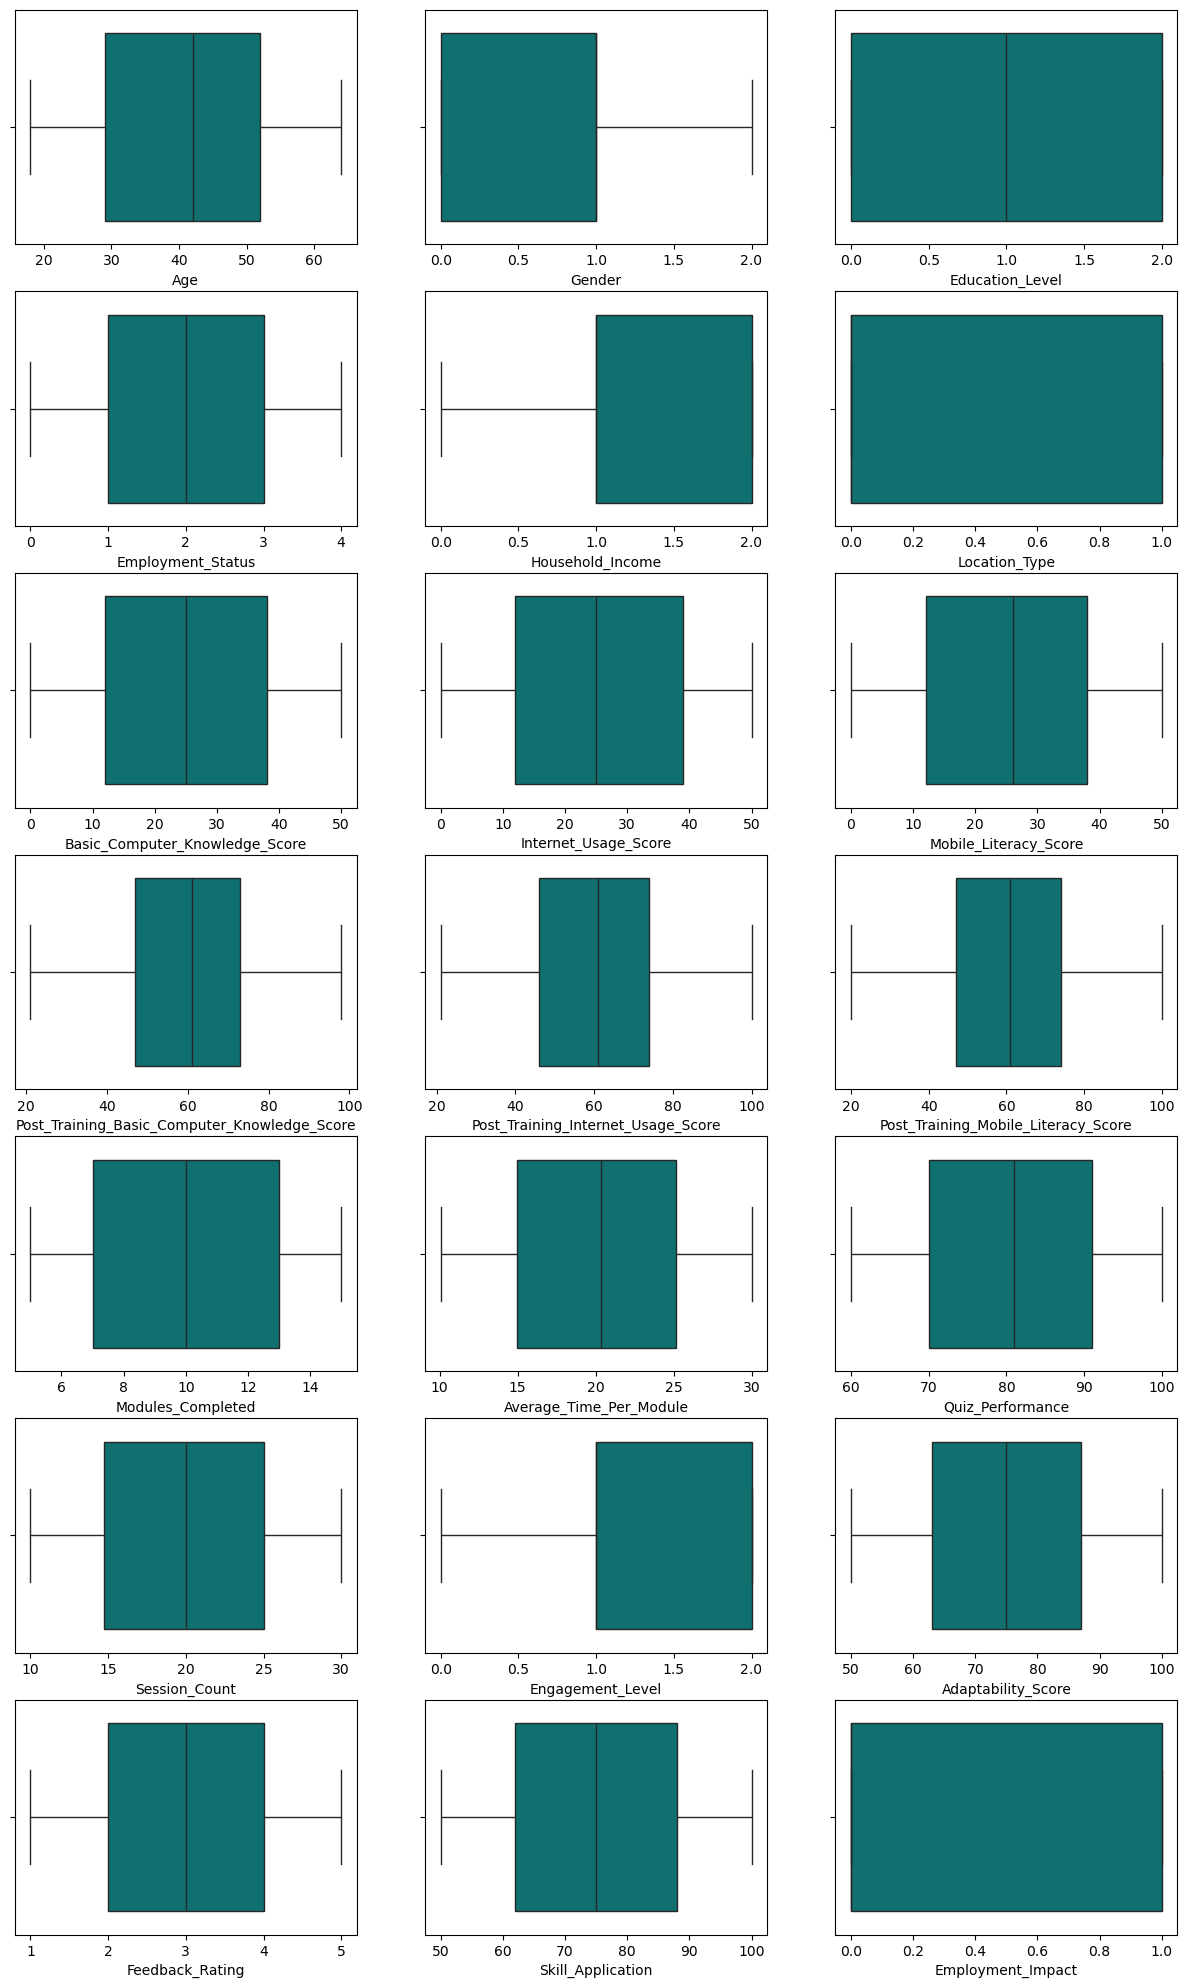 20 30 40 50 60
Age
0.0 0.5 1.0 1.5 2.0
Gender
0.0 0.5 1.0 1.5 2.0
Education_Level
0 1 2 3 4
Employment_Status
0.0 0.5 1.0 1.5 2.0
Household_Income
0.0 0.2 0.4 0.6 0.8 1.0
Location_Type
0 10 20 30 40 50
Basic_Computer_Knowledge_Score
0 10 20 30 40 50
Internet_Usage_Score
0 10 20 30 40 50
Mobile_Literacy_Score
20 40 60 80 100
Post_Training_Basic_Computer_Knowledge_Score
20 40 60 80 100
Post_Training_Internet_Usage_Score
20 40 60 80 100
Post_Training_Mobile_Literacy_Score
6 8 10 12 14
Modules_Completed
10 15 20 25 30
Average_Time_Per_Module
60 70 80 90 100
Quiz_Performance
10 15 20 25 30
Session_Count
0.0 0.5 1.0 1.5 2.0
Engagement_Level
50 60 70 80 90 100
Adaptability_Score
1 2 3 4 5
Feedback_Rating
50 60 70 80 90 100
Skill_Application
0.0 0.2 0.4 0.6 0.8 1.0
Employment_Impact